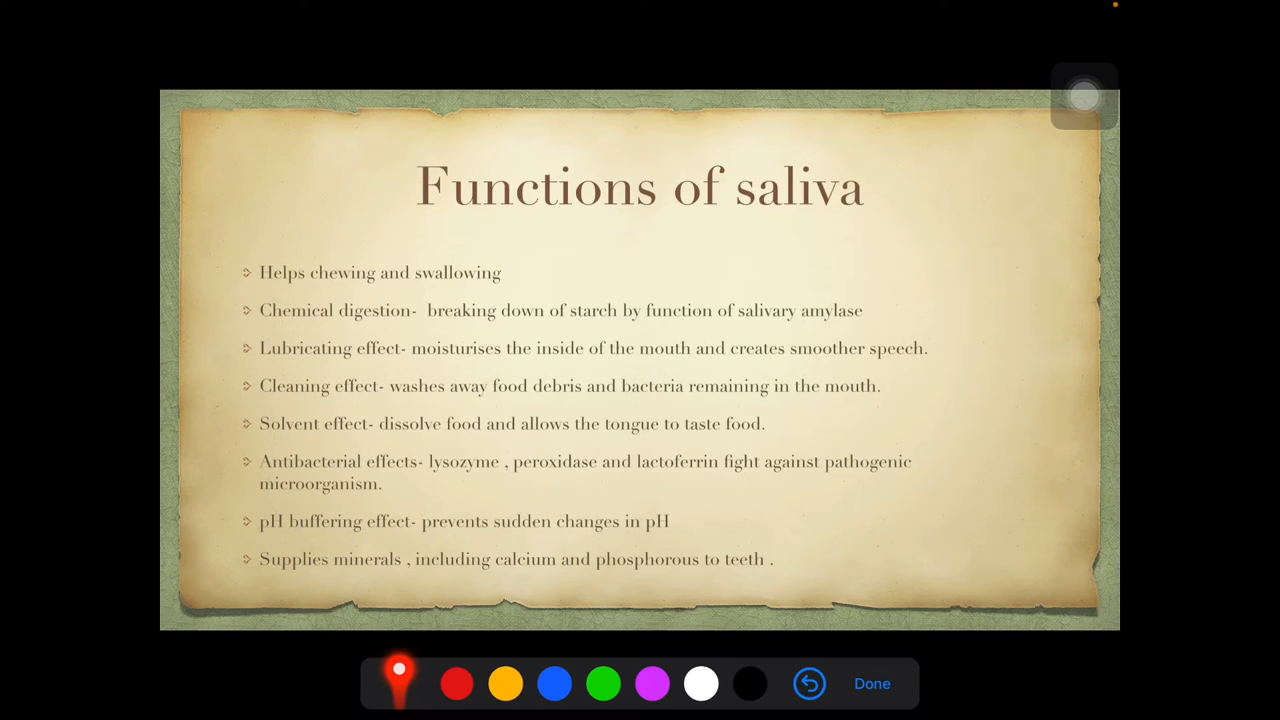 Functions of saliva
Helps chewing and swallowing
Chemical digestion-  breaking down of starch by function of salivary amylase
Lubricating effect- moisturises the inside of the mouth and creates smoother speech.
Cleaning effect- washes away food debris and bacteria remaining in the mouth.
Solvent effect- dissolve food and allows the tongue to taste food.
Antibacterial effects- lysozyme , peroxidase and lactoferrin fight against pathogenic
microorganism.
pH buffering effect- prevents sudden changes in pH
Supplies minerals , including calcium and phosphorous to teeth .
Done